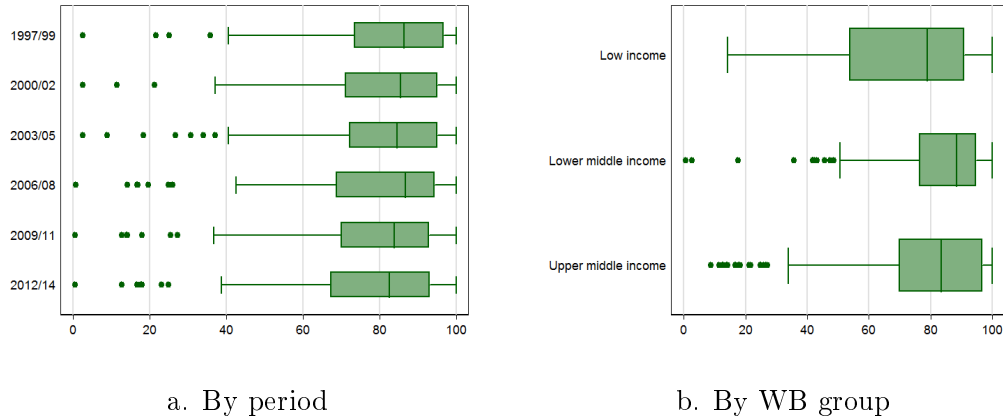 1997/99
2000/02
2003/05
2006/08
2009/11
2012/14
0 20 40 60 80 100
a. By period
Low income
Lower middle income
Upper middle income
0 20 40 60 80 100
b. By WB group